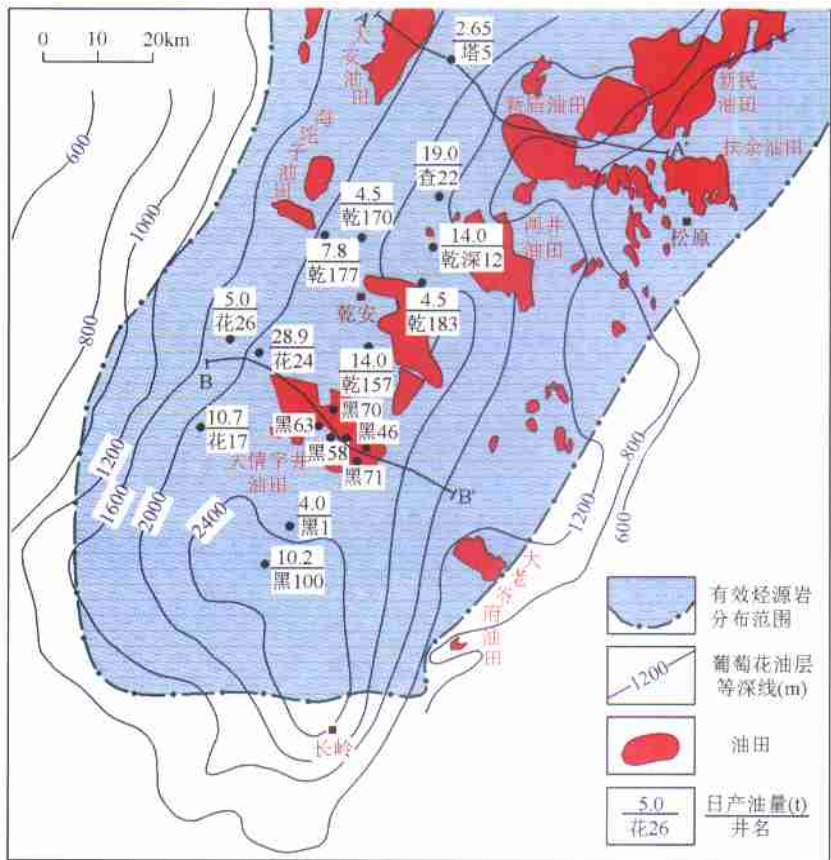 0 10 20km
A
大安油田
2.65
塔5
新庙油田
新民油田
A'
扶余油田
海坨子油田
19.0
查22
4.5
乾170
松原
7.8
乾177
14.0
乾深12
两井油田
乾安
4.5
乾183
5.0
花26
28.9
花24
B
14.0
乾157
黑70
10.7
花17
黑63
黑46
黑58
黑71
大情字井
油田
B'
4.0
黑1
10.2
黑100
大老爷府油田
长岭
600
1000
800
1200
1600
2000
2400
800
1200
600
有效烃源岩
分布范围
1200
葡萄花油层
等深线(m)
油田
5.0
花26
日产油量(t)
井名